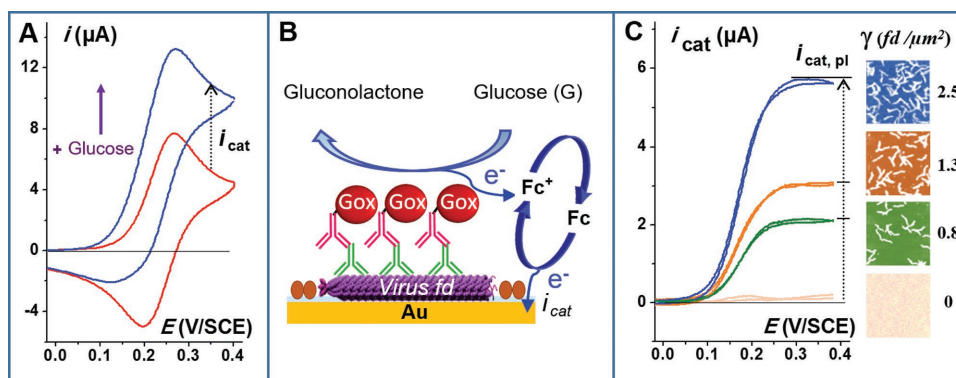 A
i (µA)
12
8
4
0
-4
+ Glucose
i cat
E (V/SCE)
0.0 0.1 0.2 0.3 0.4
B
Gluconolactone Glucose (G)
e-
Fc+
Fc
Gox Gox Gox
e-
Virus fd
i cat
Au
C
i cat (µA)
i cat, pl
6
4
2
0
E (V/SCE)
0.0 0.1 0.2 0.3 0.4
γ (fd /µm²)
2.5
1.3
0.8
0